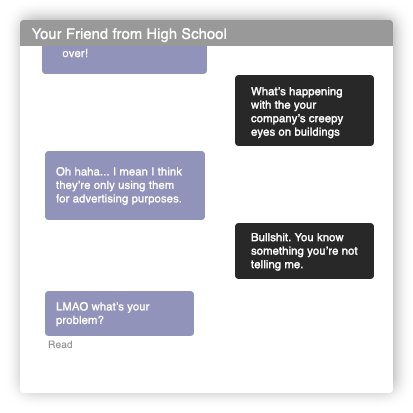 Your Friend from High School
over!
What's happening
with the your
company's creepy
eyes on buildings
Oh haha... I mean I think
they're only using them
for advertising purposes.
Bullshit. You know
something you're not
telling me.
LMAO what's your
problem?
Read